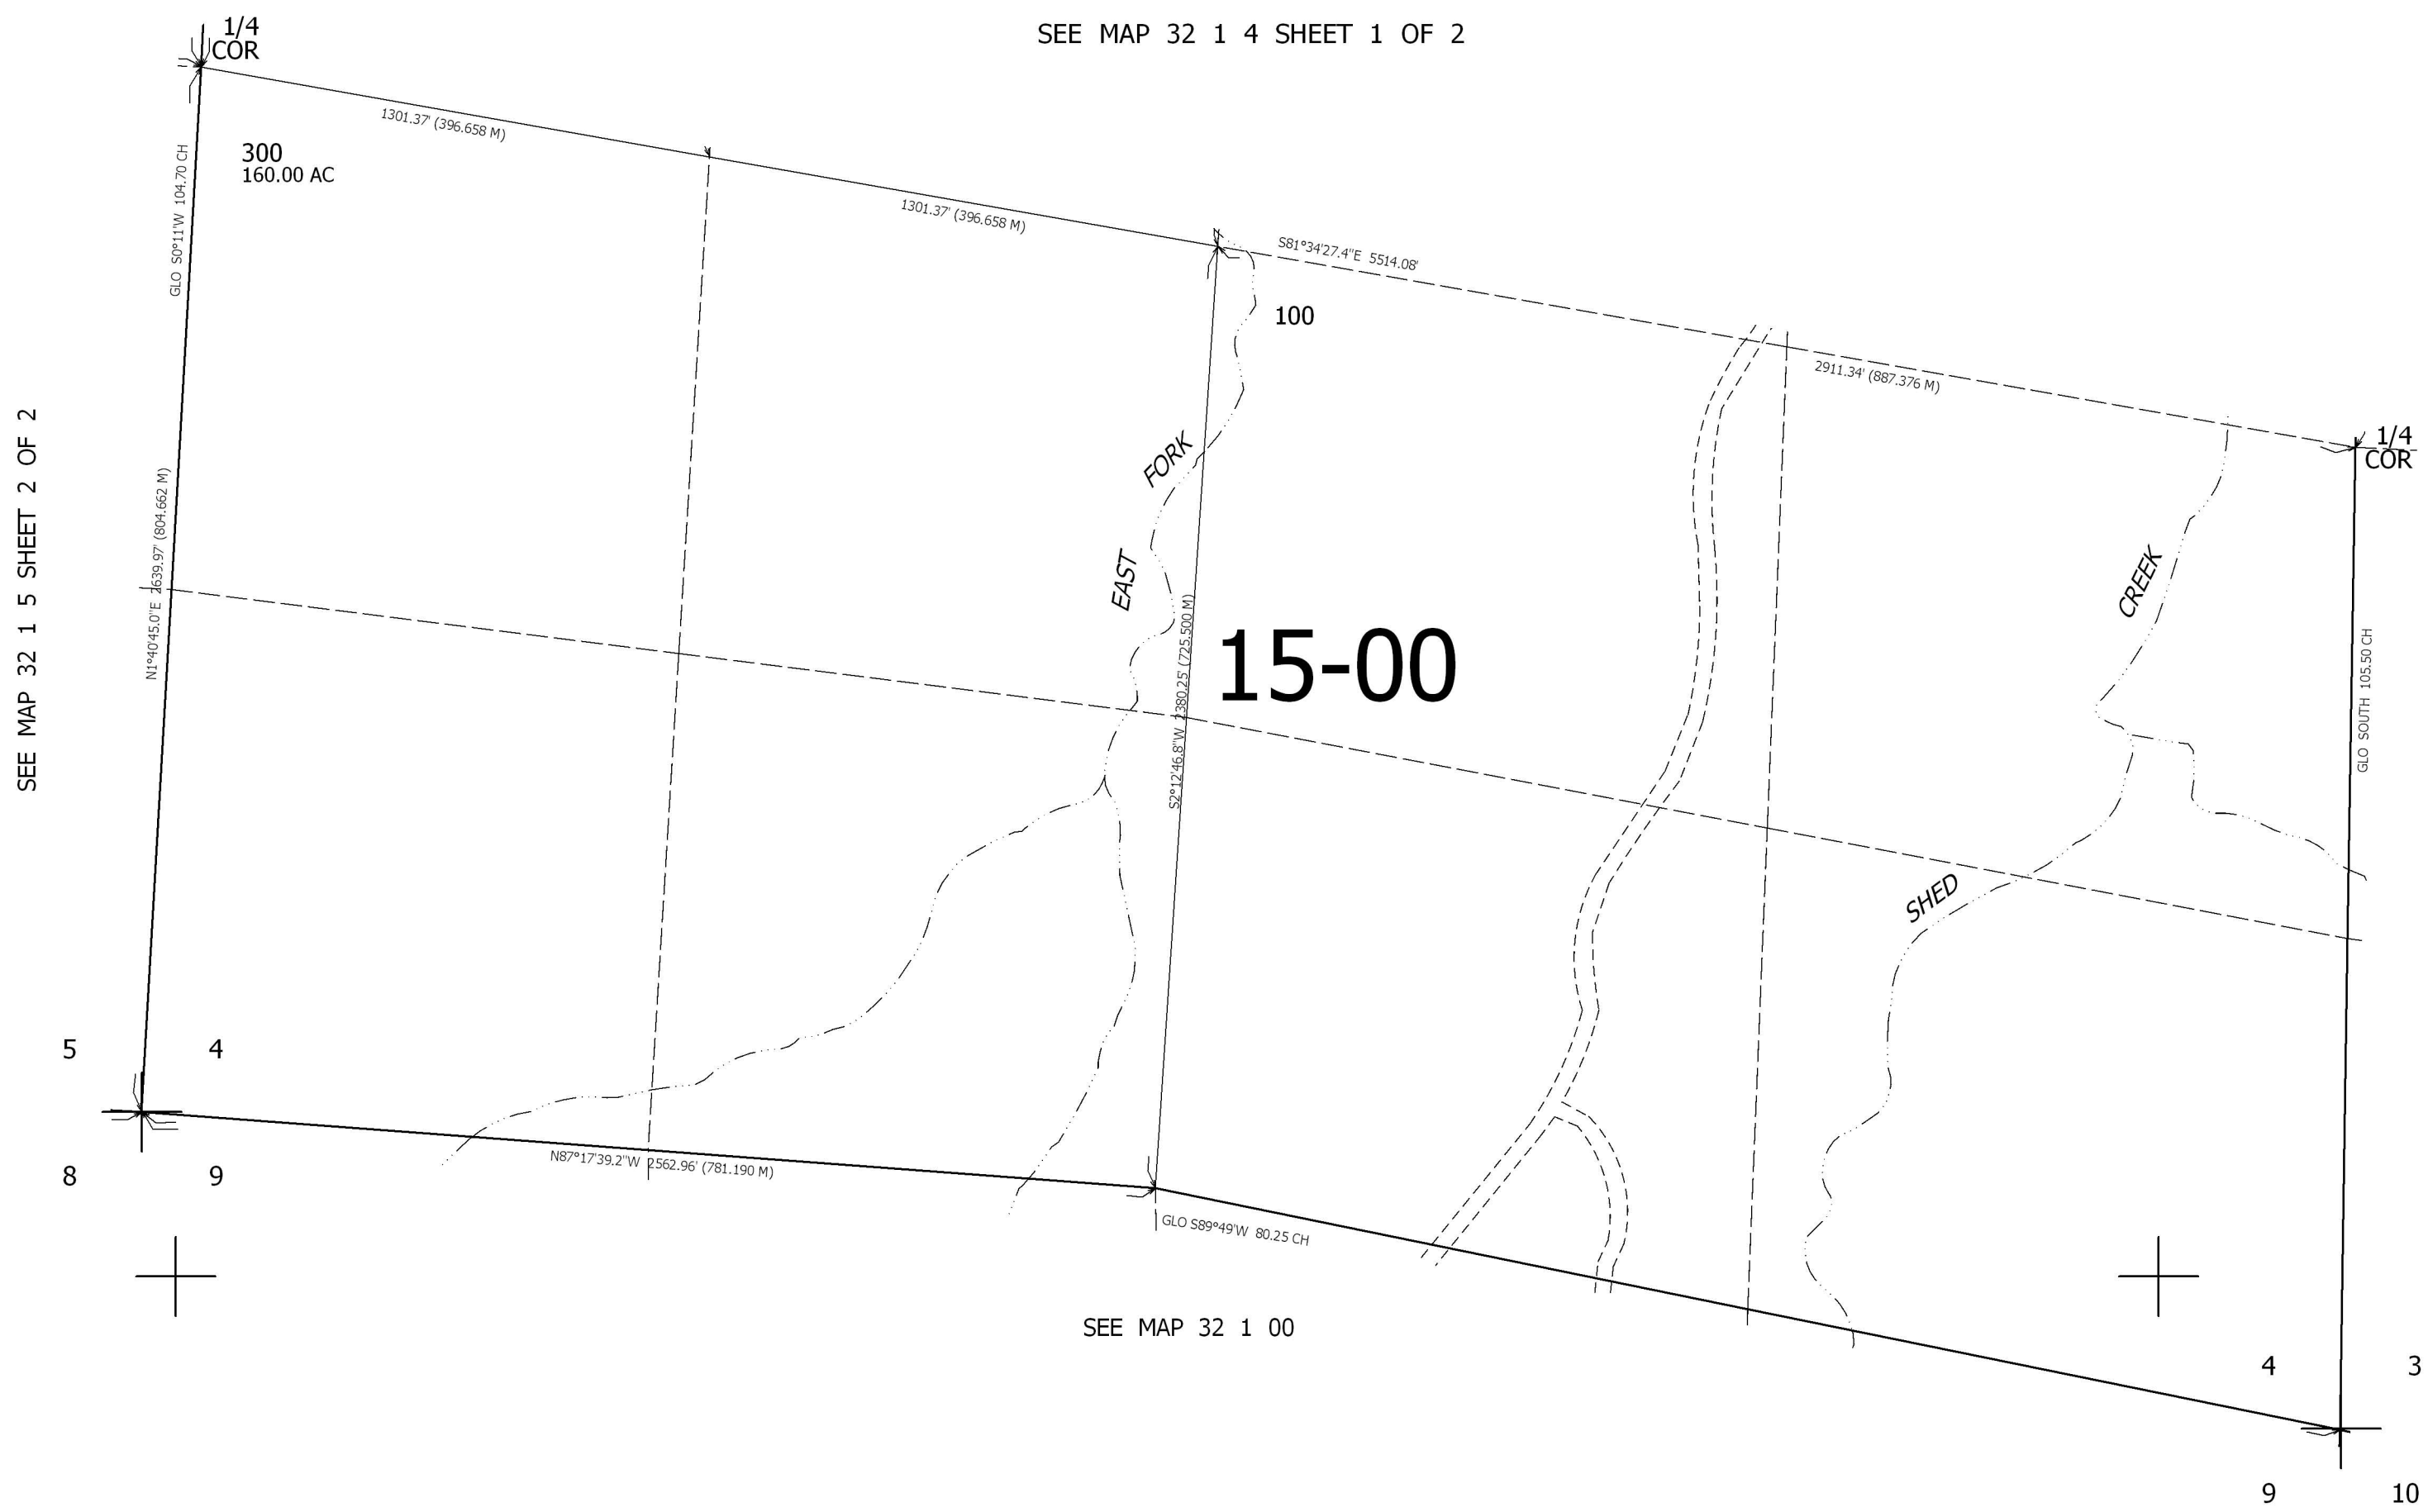 1/4
COR
SEE MAP 32 1 4 SHEET 1 OF 2
1301.37' (396.658 M)
300
160.00 AC
GLO S0°11'W 104.70 CH
1301.37' (396.658 M)
S81°34'27.4"E 5514.08'
100
2911.34' (887.376 M)
1/4
COR
SEE MAP 32 1 5 SHEET 2 OF 2
N1°40'45.0"E 2639.97' (804.662 M)
EAST FORK
S2°12'46.8"W 2380.25' (725.500 M)
15-00
SHED CREEK
GLO SOUTH 105.50 CH
5
4
8
9
N87°17'39.2"W 2562.96' (781.190 M)
GLO S89°49'W 80.25 CH
SEE MAP 32 1 00
4
3
9
10